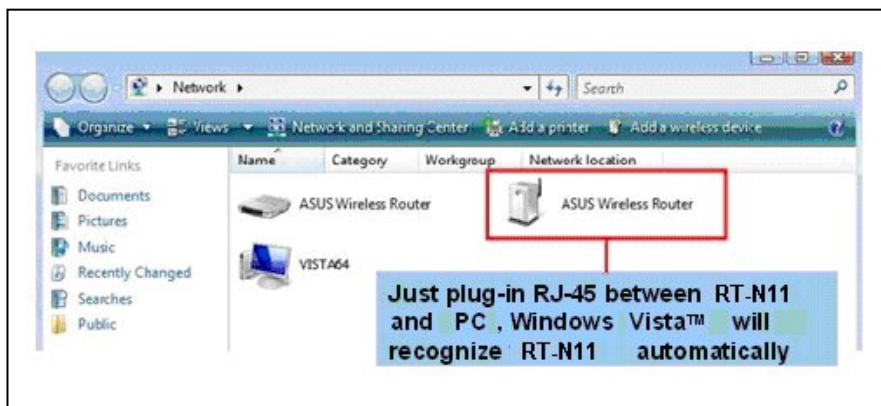 Network
Search
Organize Views Network and Sharing Center Add a printer Add a wireless device
Favorite Links
Documents
Pictures
Music
Recently Changed
Searches
Public
Name Category Workgroup Network location
ASUS Wireless Router ASUS Wireless Router
VISTA64
Just plug-in RJ-45 between RT-N11
and PC , Windows Vista™ will
recognize RT-N11 automatically